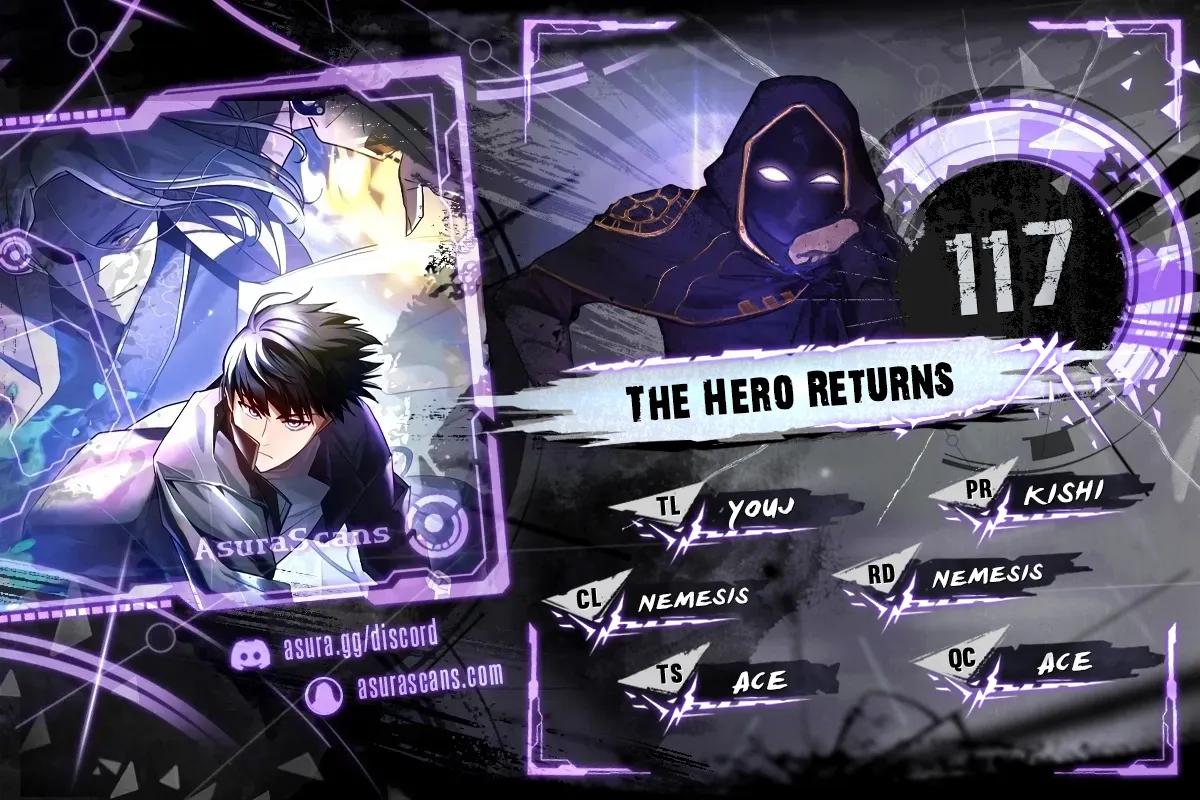 117
THE HERO RETURNS
TL YOUJ
PR KISHI
CL NEMESIS
RD NEMESIS
TS ACE
QC ACE
AsuraScans
asura.gg/discord
asurascans.com